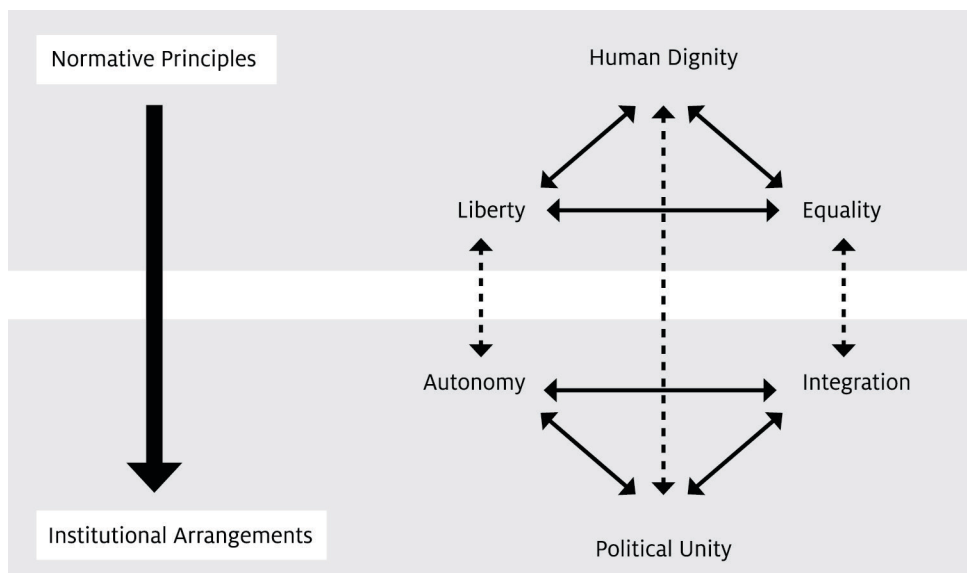 Normative Principles
Human Dignity
Liberty
Equality
Autonomy
Integration
Institutional Arrangements
Political Unity